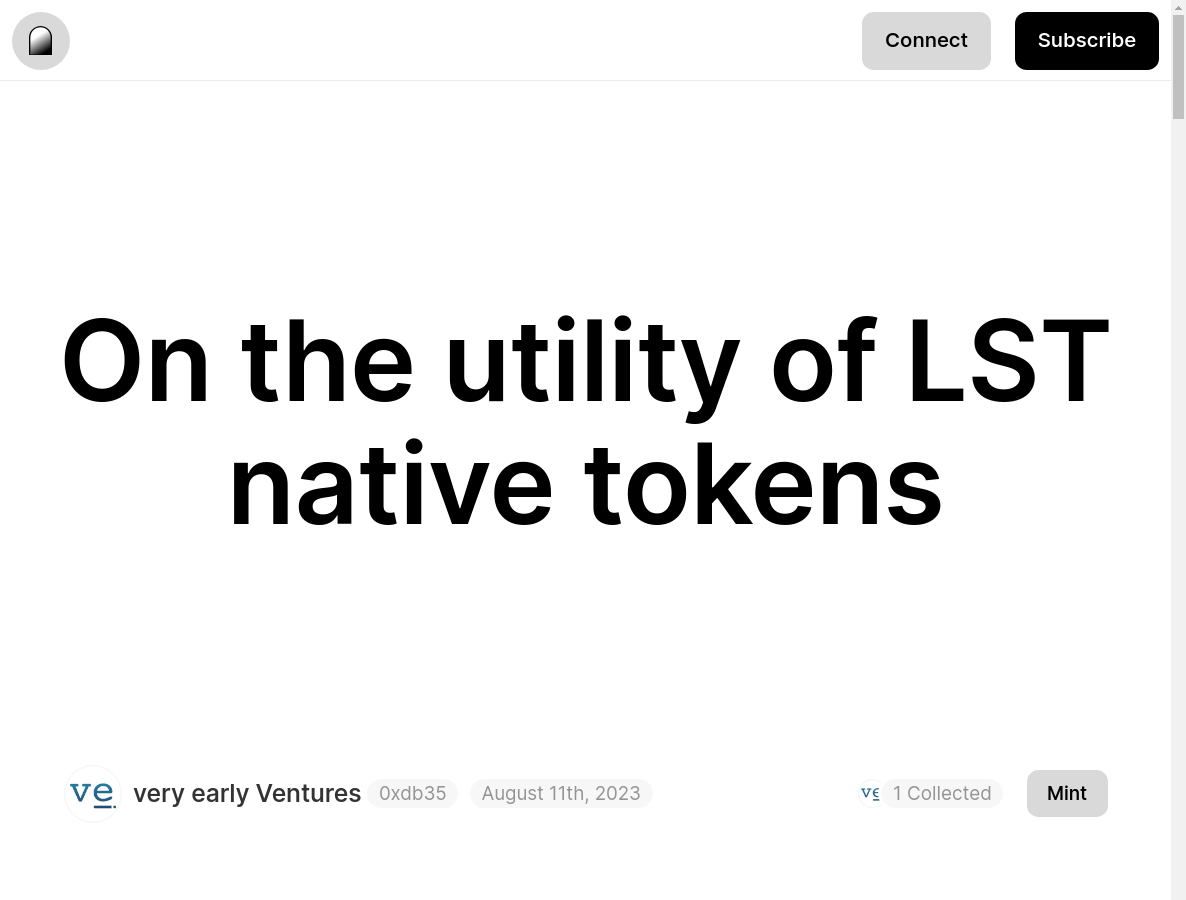 Connect
Subscribe
On the utility of LST
native tokens
ve
very early Ventures
0xdb35
August 11th, 2023
ve
1 Collected
Mint